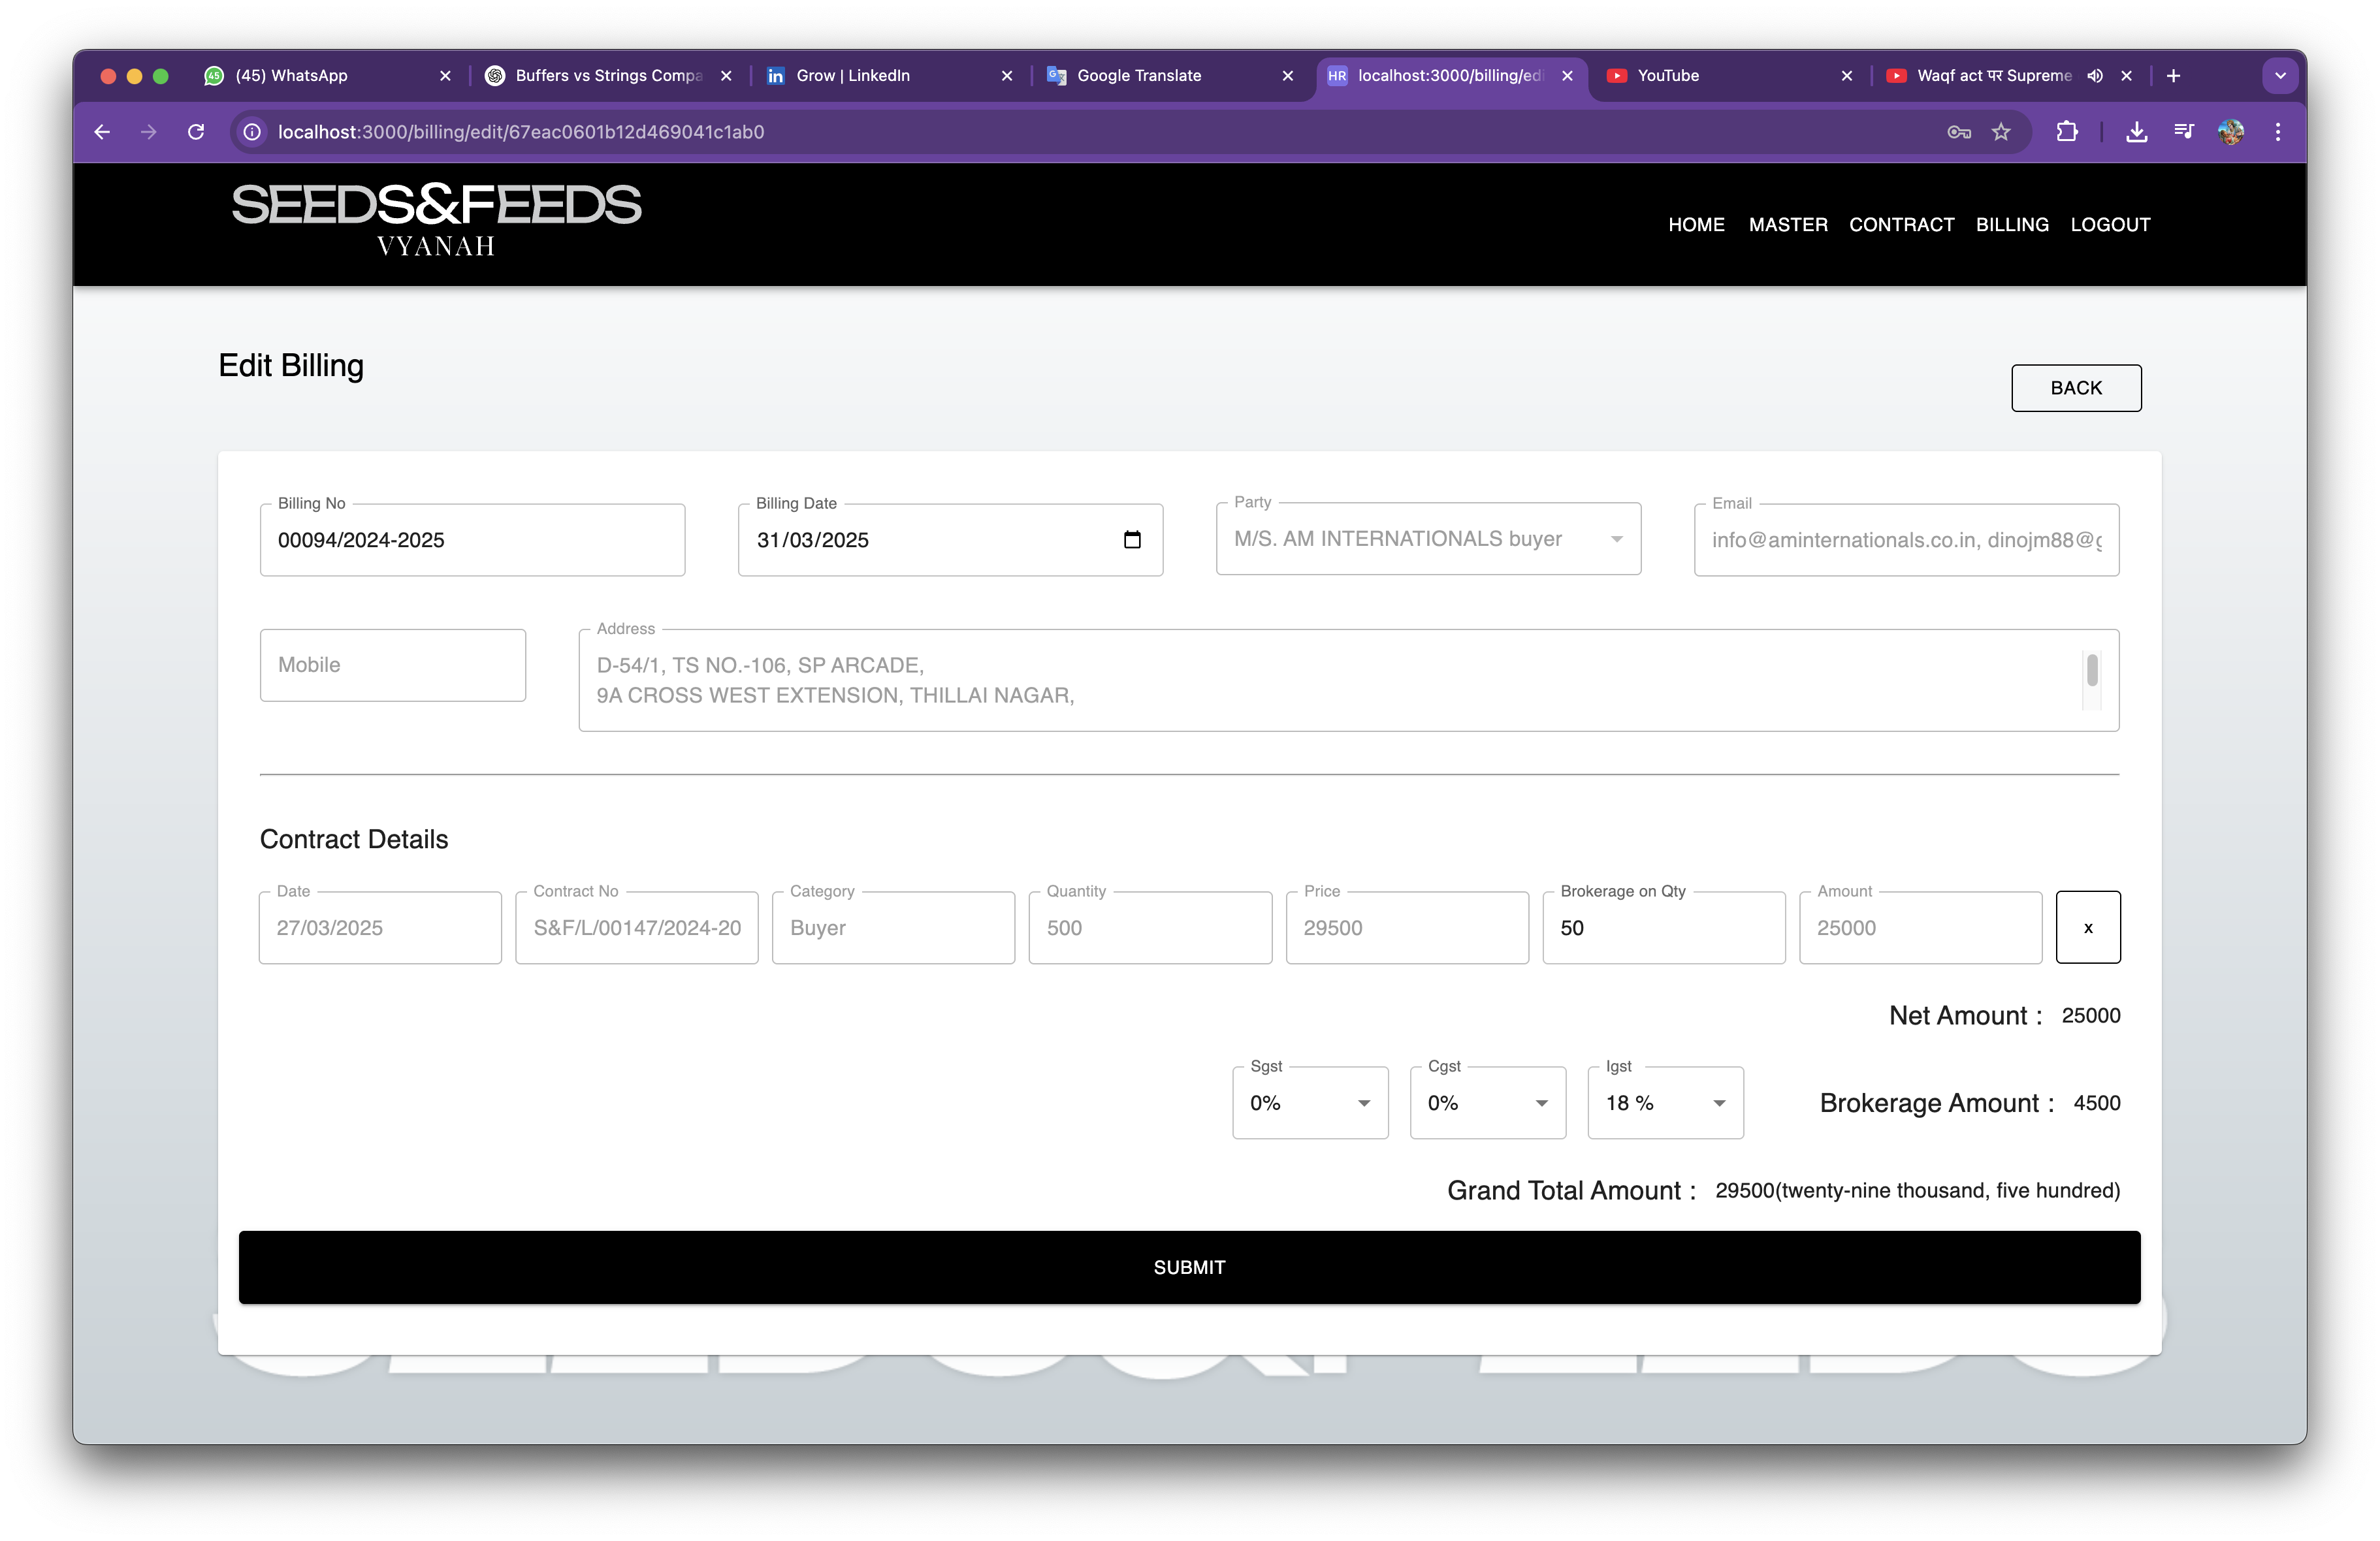 (45) WhatsApp
Buffers vs Strings Compa
Grow | LinkedIn
Google Translate
HR localhost:3000/billing/edi
YouTube
Waqf act पर Supreme
localhost:3000/billing/edit/67eac0601b12d469041c1ab0
SEEDS&FEEDS
VYANAH
HOME MASTER CONTRACT BILLING LOGOUT
Edit Billing
BACK
Billing No
00094/2024-2025
Billing Date
31/03/2025
Party
M/S. AM INTERNATIONALS buyer
Email
info@aminternationals.co.in, dinojm88@g
Mobile
Address
D-54/1, TS NO.-106, SP ARCADE,
9A CROSS WEST EXTENSION, THILLAI NAGAR,
Contract Details
Date
27/03/2025
Contract No
S&F/L/00147/2024-20
Category
Buyer
Quantity
500
Price
29500
Brokerage on Qty
50
Amount
25000
x
Net Amount : 25000
Sgst
0%
Cgst
0%
Igst
18 %
Brokerage Amount : 4500
Grand Total Amount : 29500(twenty-nine thousand, five hundred)
SUBMIT